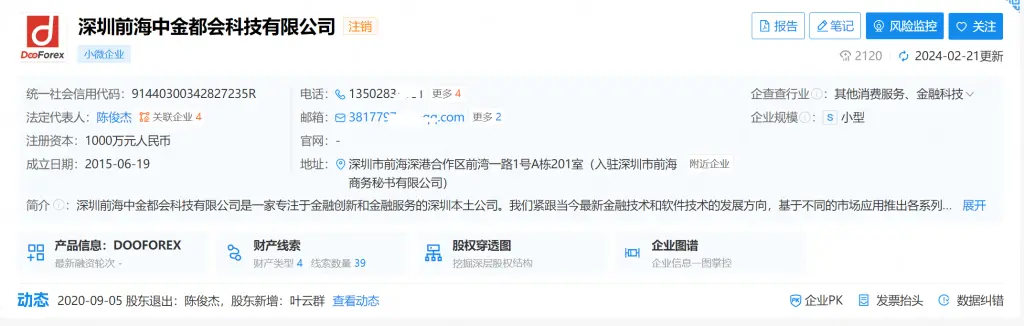 深圳前海中金都会科技有限公司 注销
报告 笔记 风险监控 关注
DooForex
小微企业
2120 2024-02-21更新
统一社会信用代码：91440300342827235R 电话： 1350283 更多 4 企查查行业：其他消费服务、金融科技
法定代表人：陈俊杰 关联企业 4 邮箱： 381779 qq.com 更多 2 企业规模：S 小型
注册资本：1000万元人民币 官网：-
成立日期：2015-06-19 地址： 深圳市前海深港合作区前湾一路1号A栋201室（入驻深圳市前海 附近企业
商务秘书有限公司）
简介：深圳前海中金都会科技有限公司是一家专注于金融创新和金融服务的深圳本土公司。我们紧跟当今最新金融技术和软件技术的发展方向，基于不同的市场应用推出各系列... 展开
产品信息：DOOFOREX 财产线索 股权穿透图 企业图谱
最新融资轮次 - 财产类型 4 线索数量 39 挖掘深层股权结构 企业信息一图掌控
动态 2020-09-05 股东退出：陈俊杰，股东新增：叶云群 查看动态 企业PK 发票抬头 数据纠错